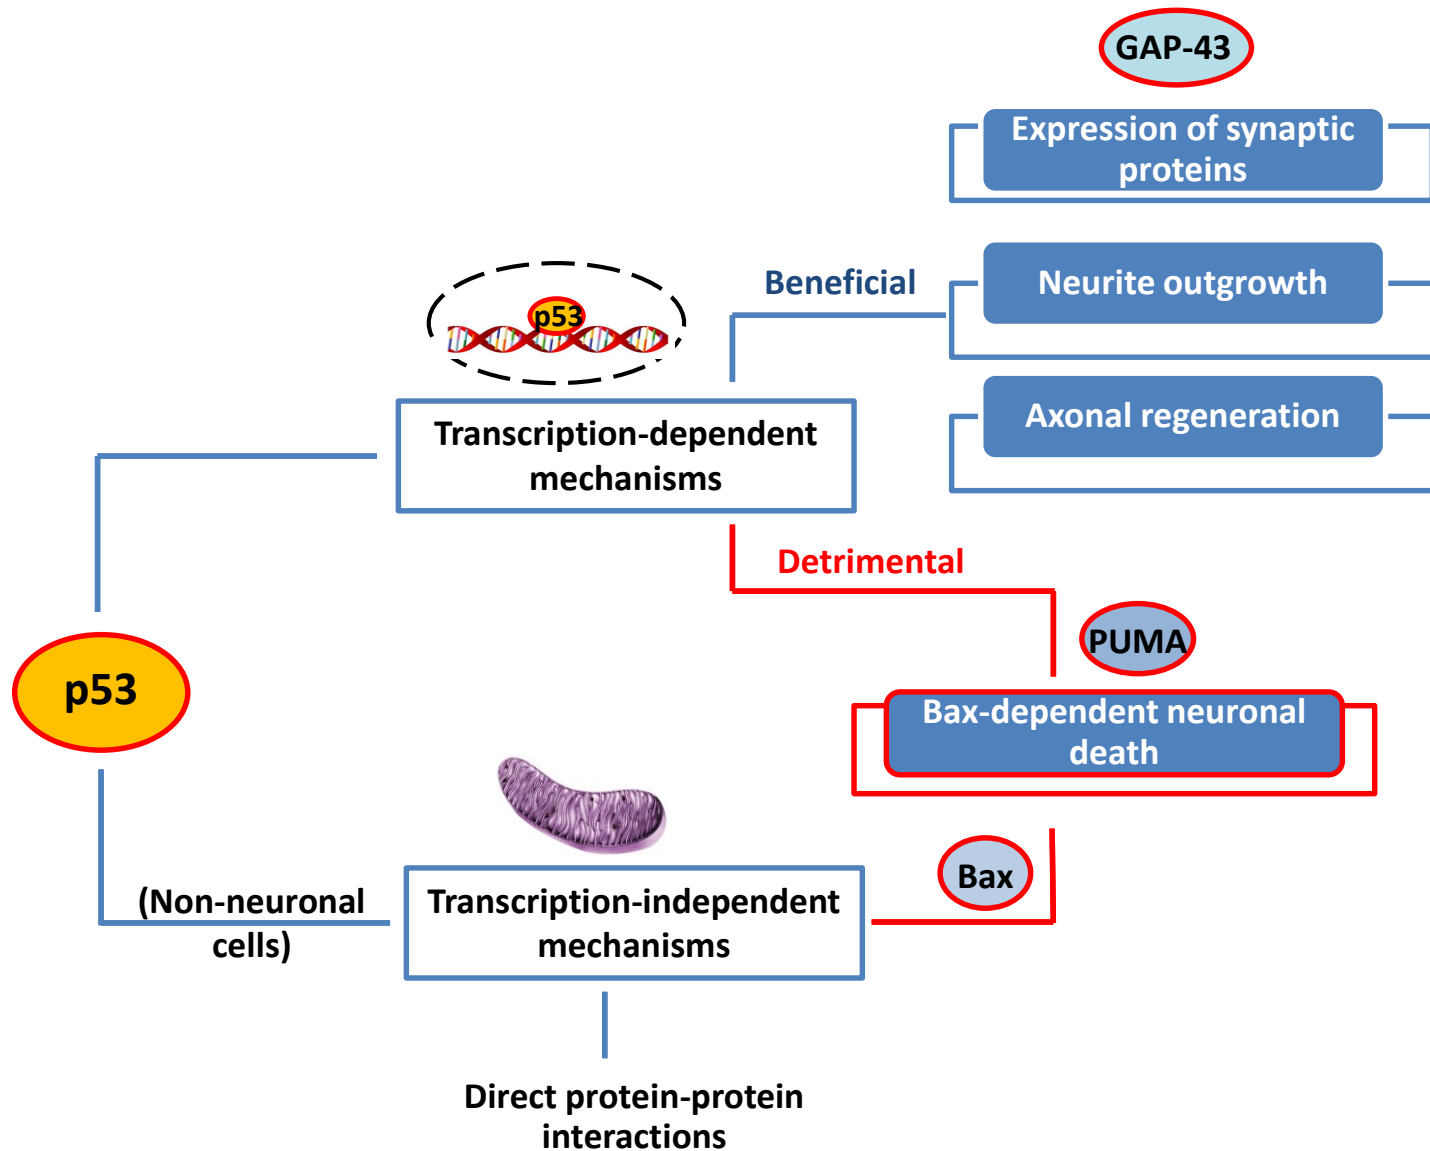 GAP-43
Expression of synaptic
proteins
Beneficial
Neurite outgrowth
p53
Axonal regeneration
Transcription-dependent
mechanisms
Detrimental
PUMA
p53
Bax-dependent neuronal
death
Bax
(Non-neuronal
cells)
Transcription-independent
mechanisms
Direct protein-protein
interactions